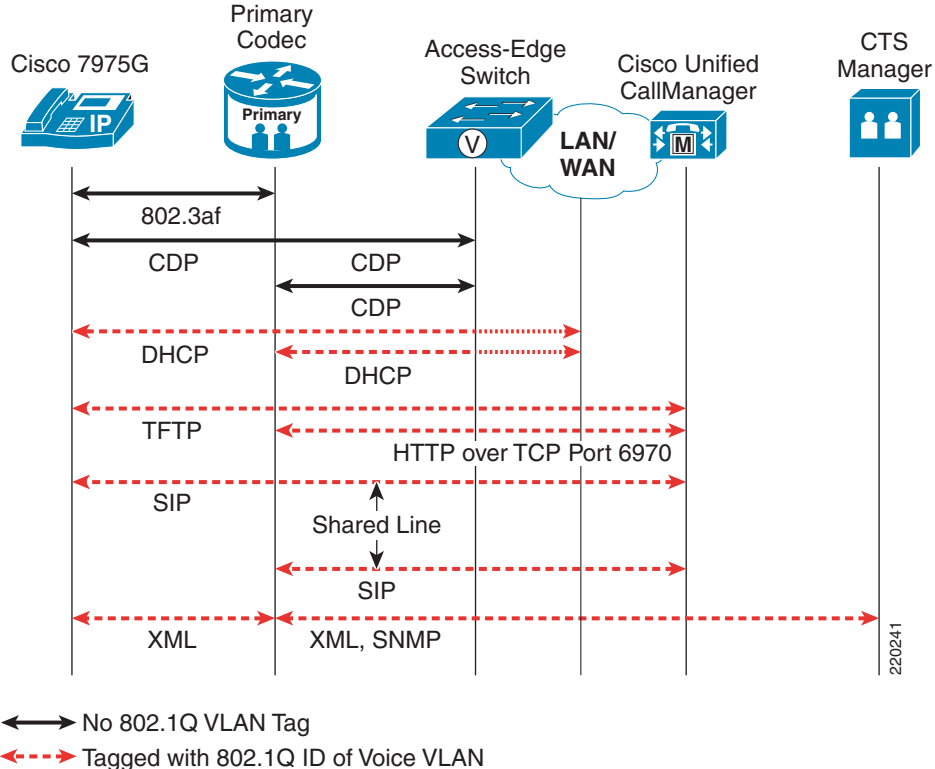 Cisco 7975G
Primary
Codec
Access-Edge
Switch
Cisco Unified
CallManager
CTS
Manager
IP
Primary
V
LAN/
WAN
M
802.3af
CDP
CDP
CDP
DHCP
DHCP
TFTP
HTTP over TCP Port 6970
SIP
Shared Line
SIP
XML
XML, SNMP
220241
No 802.1Q VLAN Tag
Tagged with 802.1Q ID of Voice VLAN